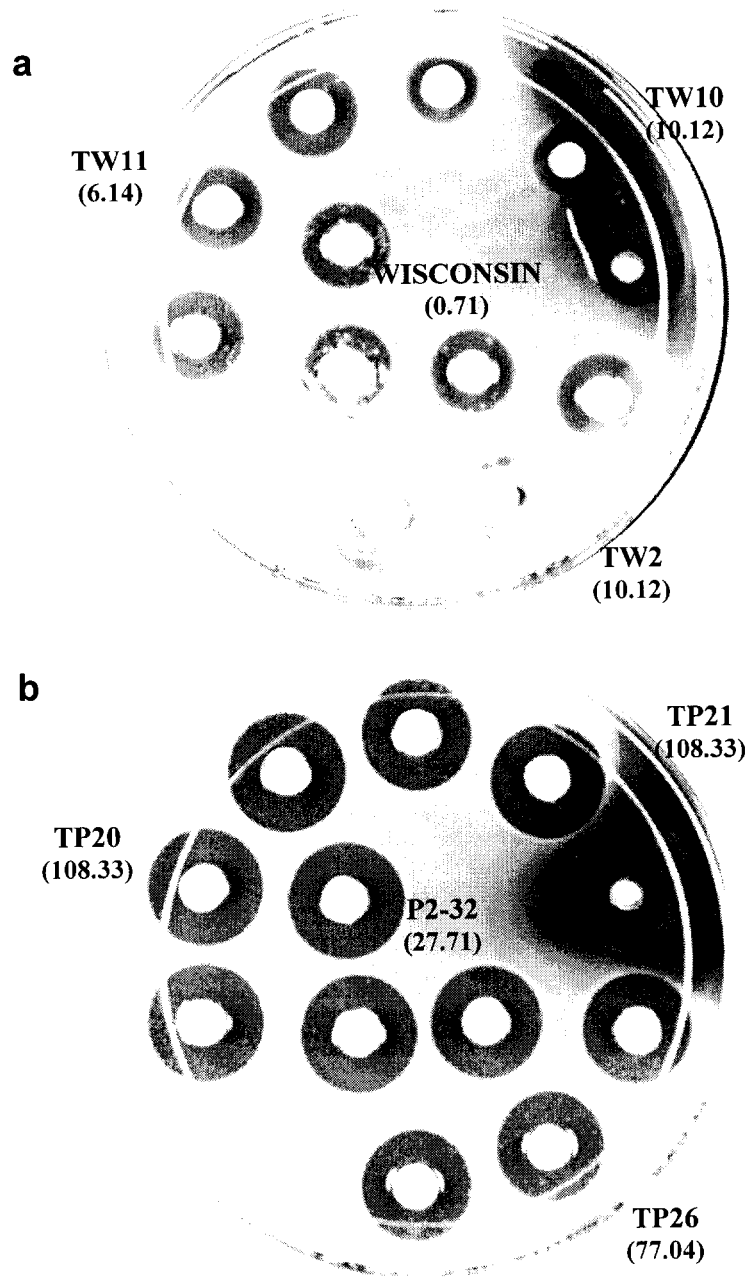 a
TW10
(10.12)
TW11
(6.14)
WISCONSIN
(0.71)
TW2
(10.12)
b
TP21
(108.33)
TP20
(108.33)
P2-32
(27.71)
TP26
(77.04)